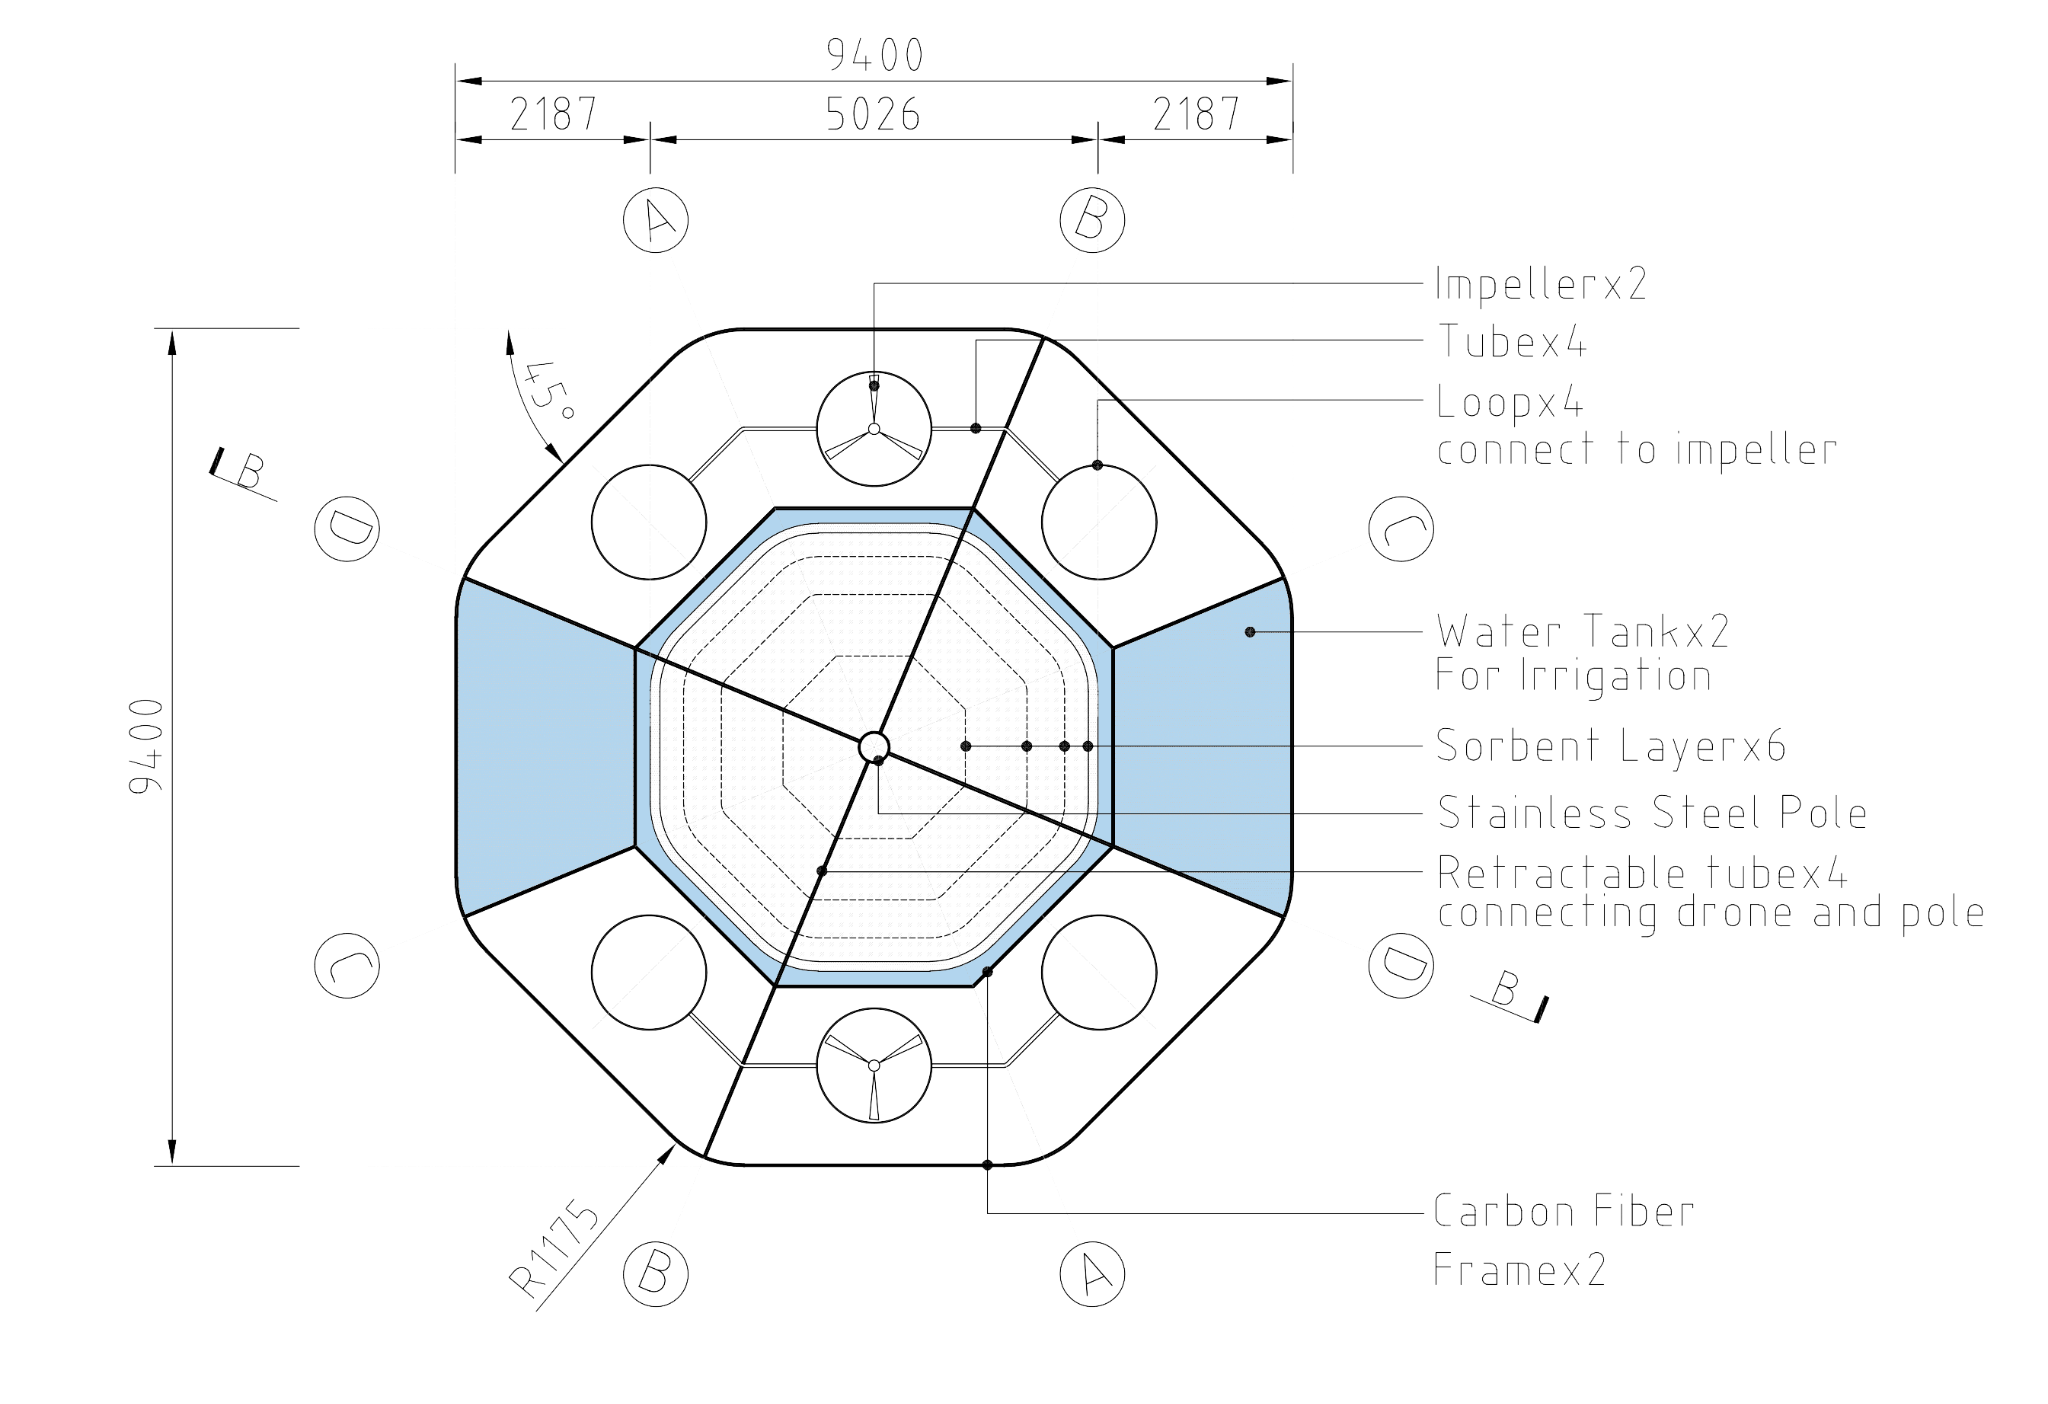 9400
2187 5026 2187
A B
Impellerx2
Tubex4
45°
Loopx4
connect to impeller
B
D C
Water Tankx2
For Irrigation
9400
Sorbent Layerx6
Stainless Steel Pole
Retractable tubex4
connecting drone and pole
C D
B
R1175
Carbon Fiber
Framex2
B A